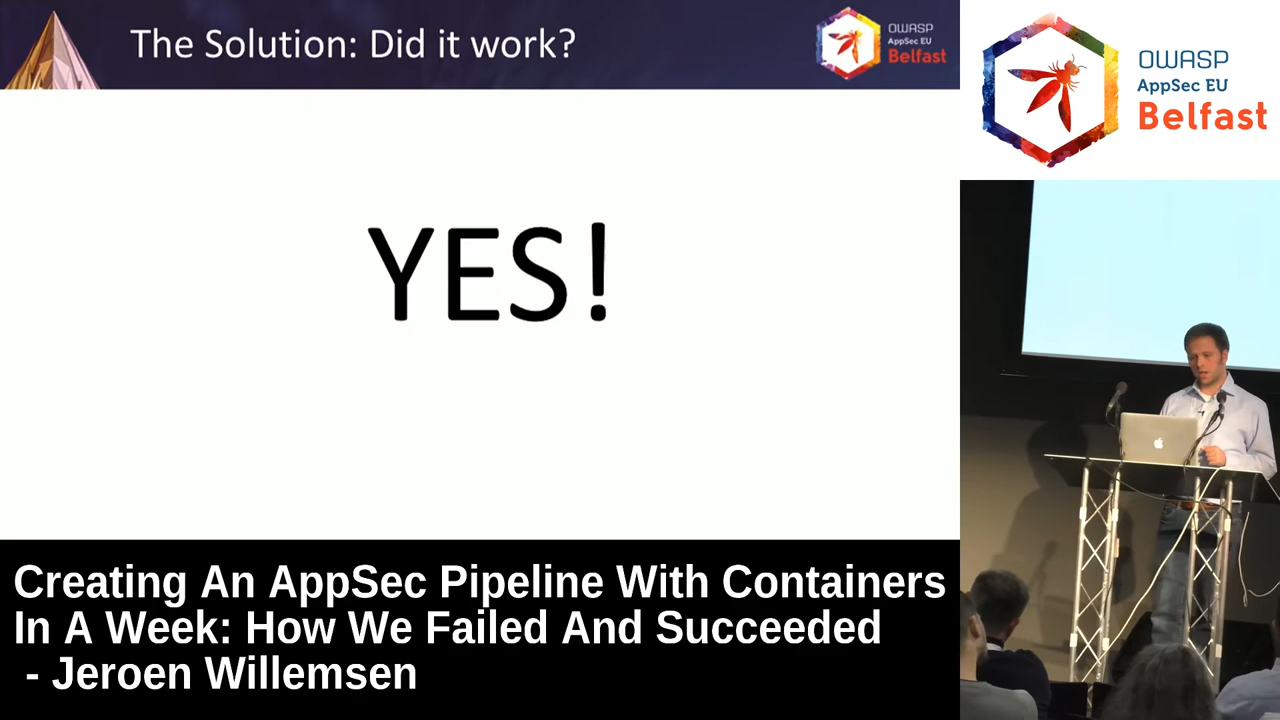 The Solution: Did it work?
OWASP
AppSec EU
Belfast
OWASP
AppSec EU
Belfast
YES!
Creating An AppSec Pipeline With Containers
In A Week: How We Failed And Succeeded
- Jeroen Willemsen